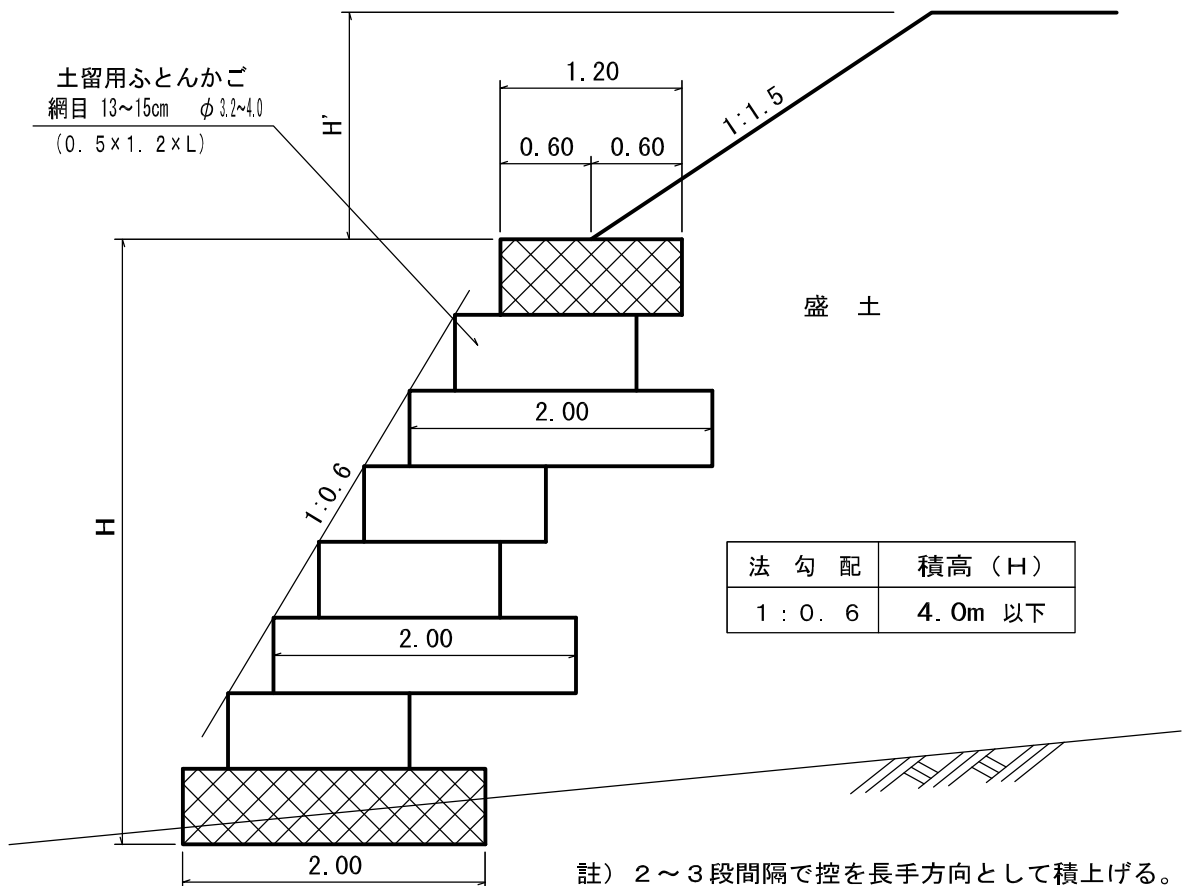 土留用ふとんかご
網目 13~15cm φ3.2~4.0
(0.5×1.2×L)
H'
1.20
0.60 0.60
1:1.5
盛 土
2.00
1:0.6
H
法 勾 配 積高 (H)
1:0.6 4.0m 以下
2.00
2.00
註) 2~3段間隔で控を長手方向として積上げる。